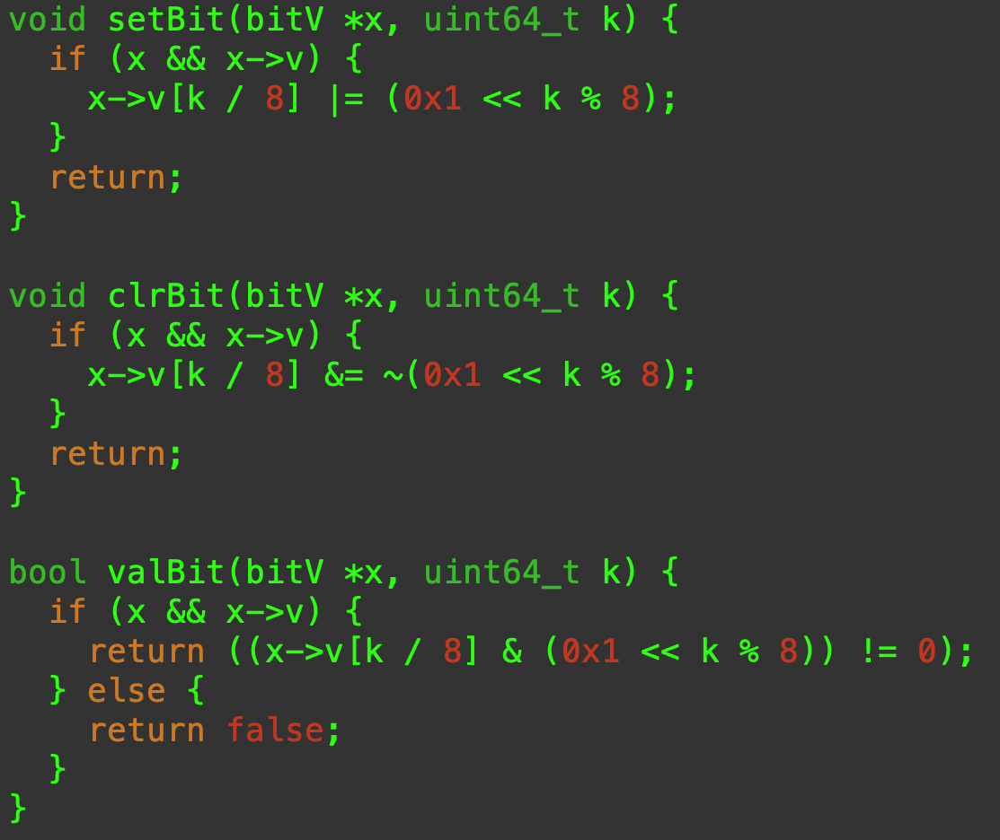 void setBit(bitV *x, uint64_t k) {
  if (x && x->v) {
    x->v[k / 8] |= (0x1 << k % 8);
  }
  return;
}

void clrBit(bitV *x, uint64_t k) {
  if (x && x->v) {
    x->v[k / 8] &= ~(0x1 << k % 8);
  }
  return;
}

bool valBit(bitV *x, uint64_t k) {
  if (x && x->v) {
    return ((x->v[k / 8] & (0x1 << k % 8)) != 0);
  } else {
    return false;
  }
}